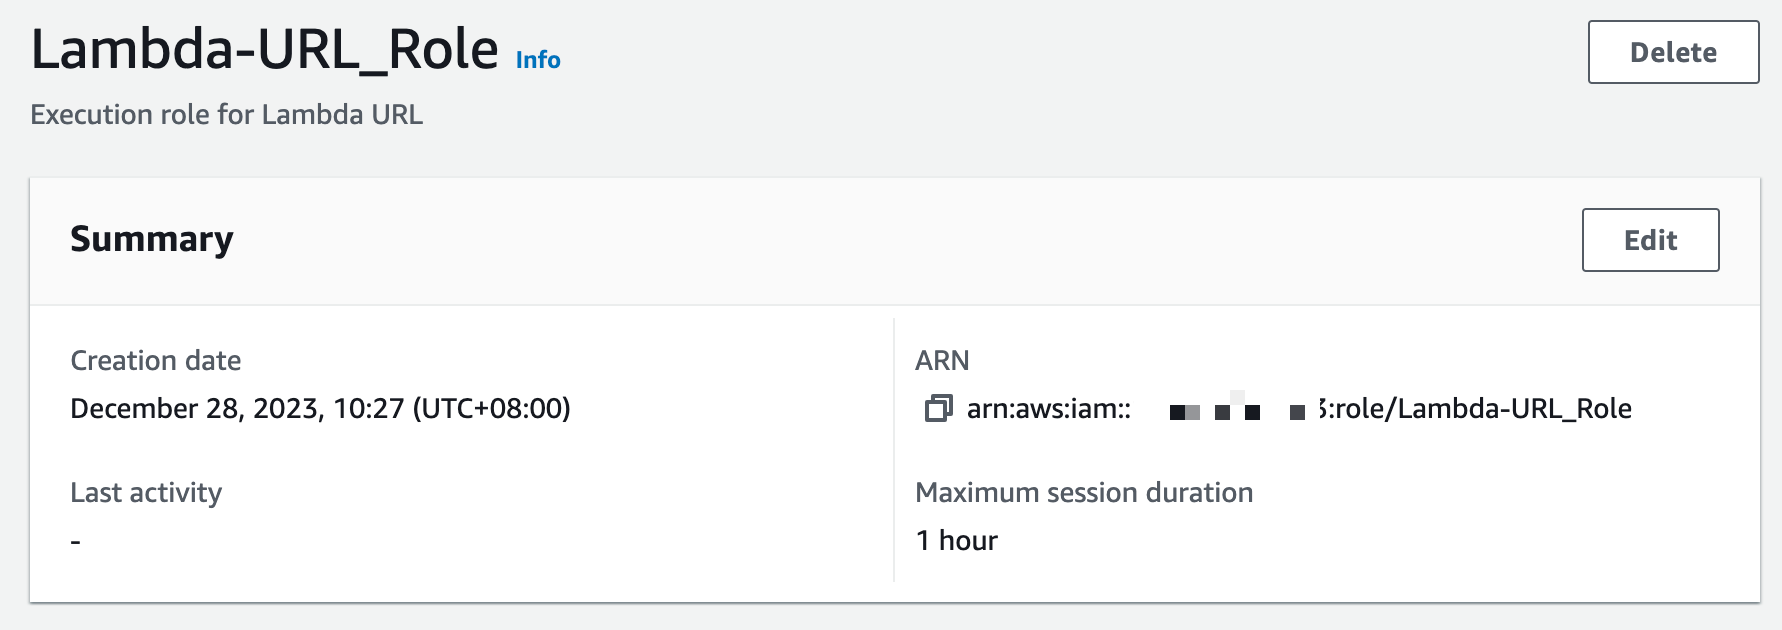 Lambda-URL_Role Info
Delete
Execution role for Lambda URL
Summary
Edit
Creation date
December 28, 2023, 10:27 (UTC+08:00)
ARN
arn:aws:iam:: 3:role/Lambda-URL_Role
Last activity
-
Maximum session duration
1 hour